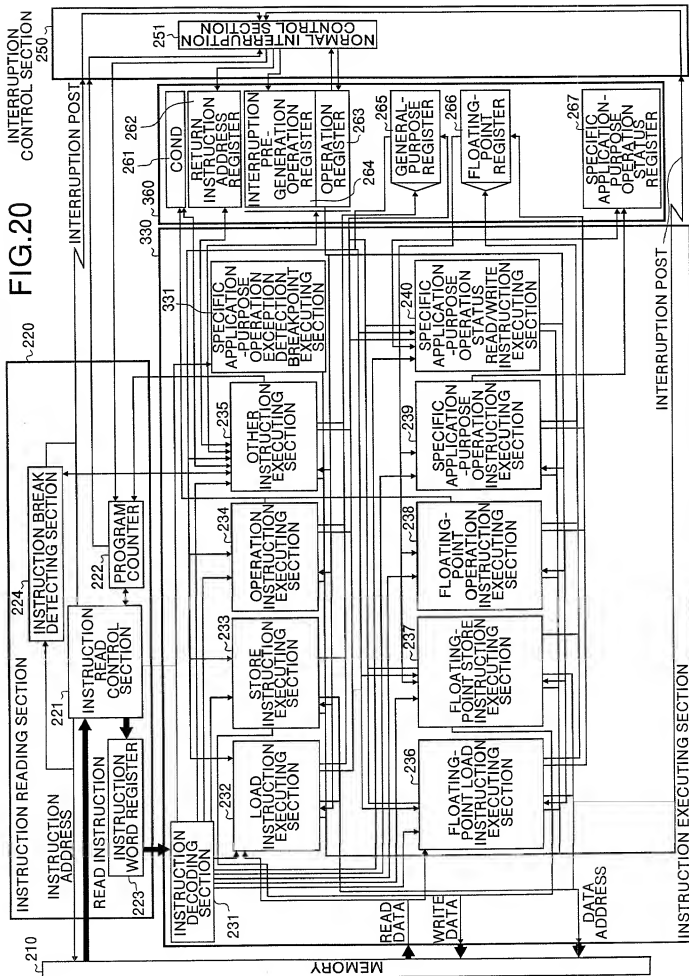 FIG.20
INTERRUPTION
CONTROL SECTION
250
NORMAL INTERRUPTION
CONTROL SECTION
251
INTERRUPTION POST
220
INSTRUCTION READING SECTION
224
INSTRUCTION BREAK
DETECTING SECTION
222
PROGRAM
COUNTER
221
INSTRUCTION
READ
CONTROL
SECTION
INSTRUCTION
ADDRESS
READ INSTRUCTION
INSTRUCTION
WORD REGISTER
223
210
MEMORY
360
261
COND
262
RETURN
INSTRUCTION
ADDRESS
REGISTER
INTERRUPTION
PRE-
GENERATION
OPERATION
REGISTER
264
OPERATION
REGISTER
263
265
GENERAL-
PURPOSE
REGISTER
266
FLOATING-
POINT
REGISTER
267
SPECIFIC
APPLICATION-
PURPOSE
OPERATION
STATUS
REGISTER
330
331
SPECIFIC
APPLICATION
-PURPOSE
OPERATION
EXCEPTION
DETECTION
BREAKPOINT
EXECUTING
SECTION
235
OTHER
INSTRUCTION
EXECUTING
SECTION
234
OPERATION
INSTRUCTION
EXECUTING
SECTION
233
STORE
INSTRUCTION
EXECUTING
SECTION
232
LOAD
INSTRUCTION
EXECUTING
SECTION
INSTRUCTION
DECODING
SECTION
231
240
SPECIFIC
APPLICATION
-PURPOSE
OPERATION
STATUS
READ/WRITE
INSTRUCTION
EXECUTING
SECTION
239
SPECIFIC
APPLICATION
-PURPOSE
OPERATION
INSTRUCTION
EXECUTING
SECTION
238
FLOATING-
POINT
OPERATION
INSTRUCTION
EXECUTING
SECTION
237
FLOATING-
POINT STORE
INSTRUCTION
EXECUTING
SECTION
236
FLOATING-
POINT LOAD
INSTRUCTION
EXECUTING
SECTION
READ
DATA
WRITE
DATA
DATA
ADDRESS
INTERRUPTION POST
INSTRUCTION EXECUTING SECTION